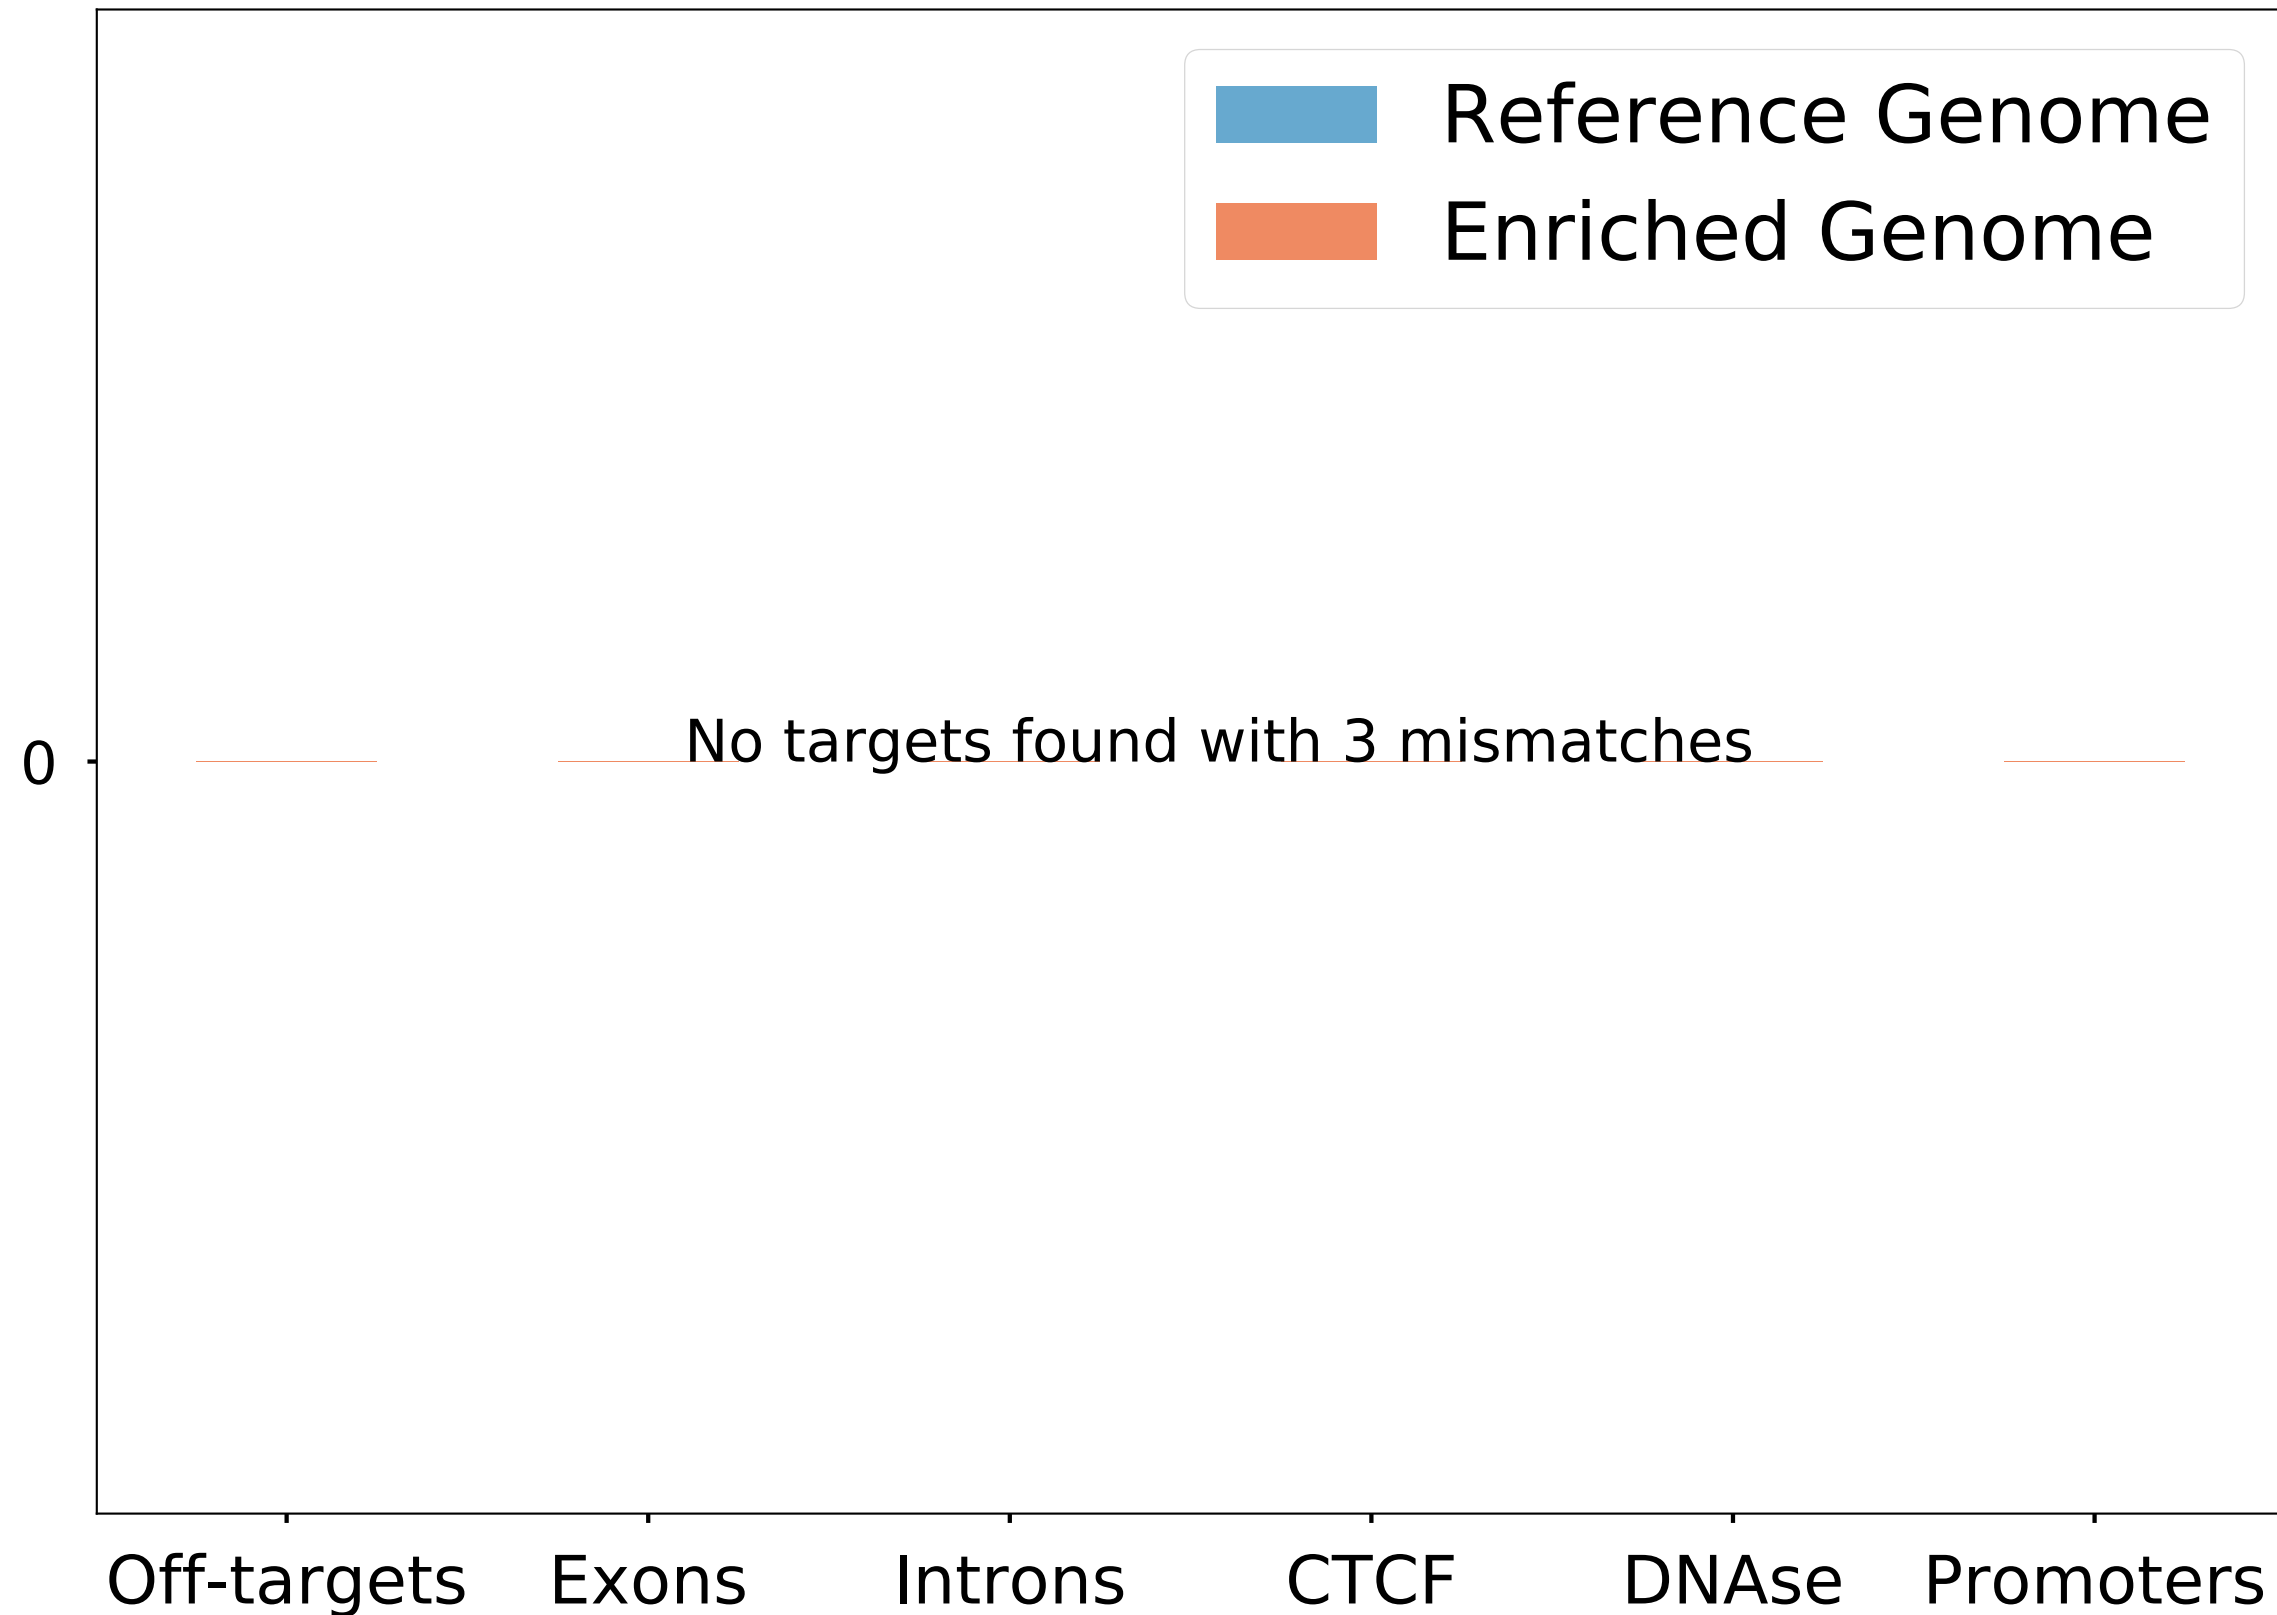 Reference Genome
Enriched Genome
No targets found with 3 mismatches
0
Off-targets Exons Introns CTCF DNAse Promoters